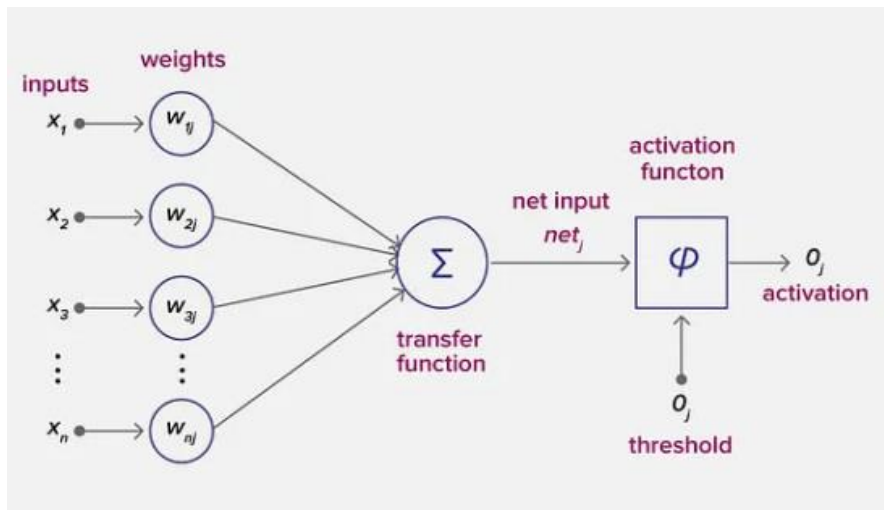 weights
inputs
x₁
w₁ⱼ
activation
functon
x₂
w₂ⱼ
net input
netⱼ
Σ
φ
oⱼ
activation
x₃
w₃ⱼ
transfer
function
oⱼ
threshold
xₙ
wₙⱼ